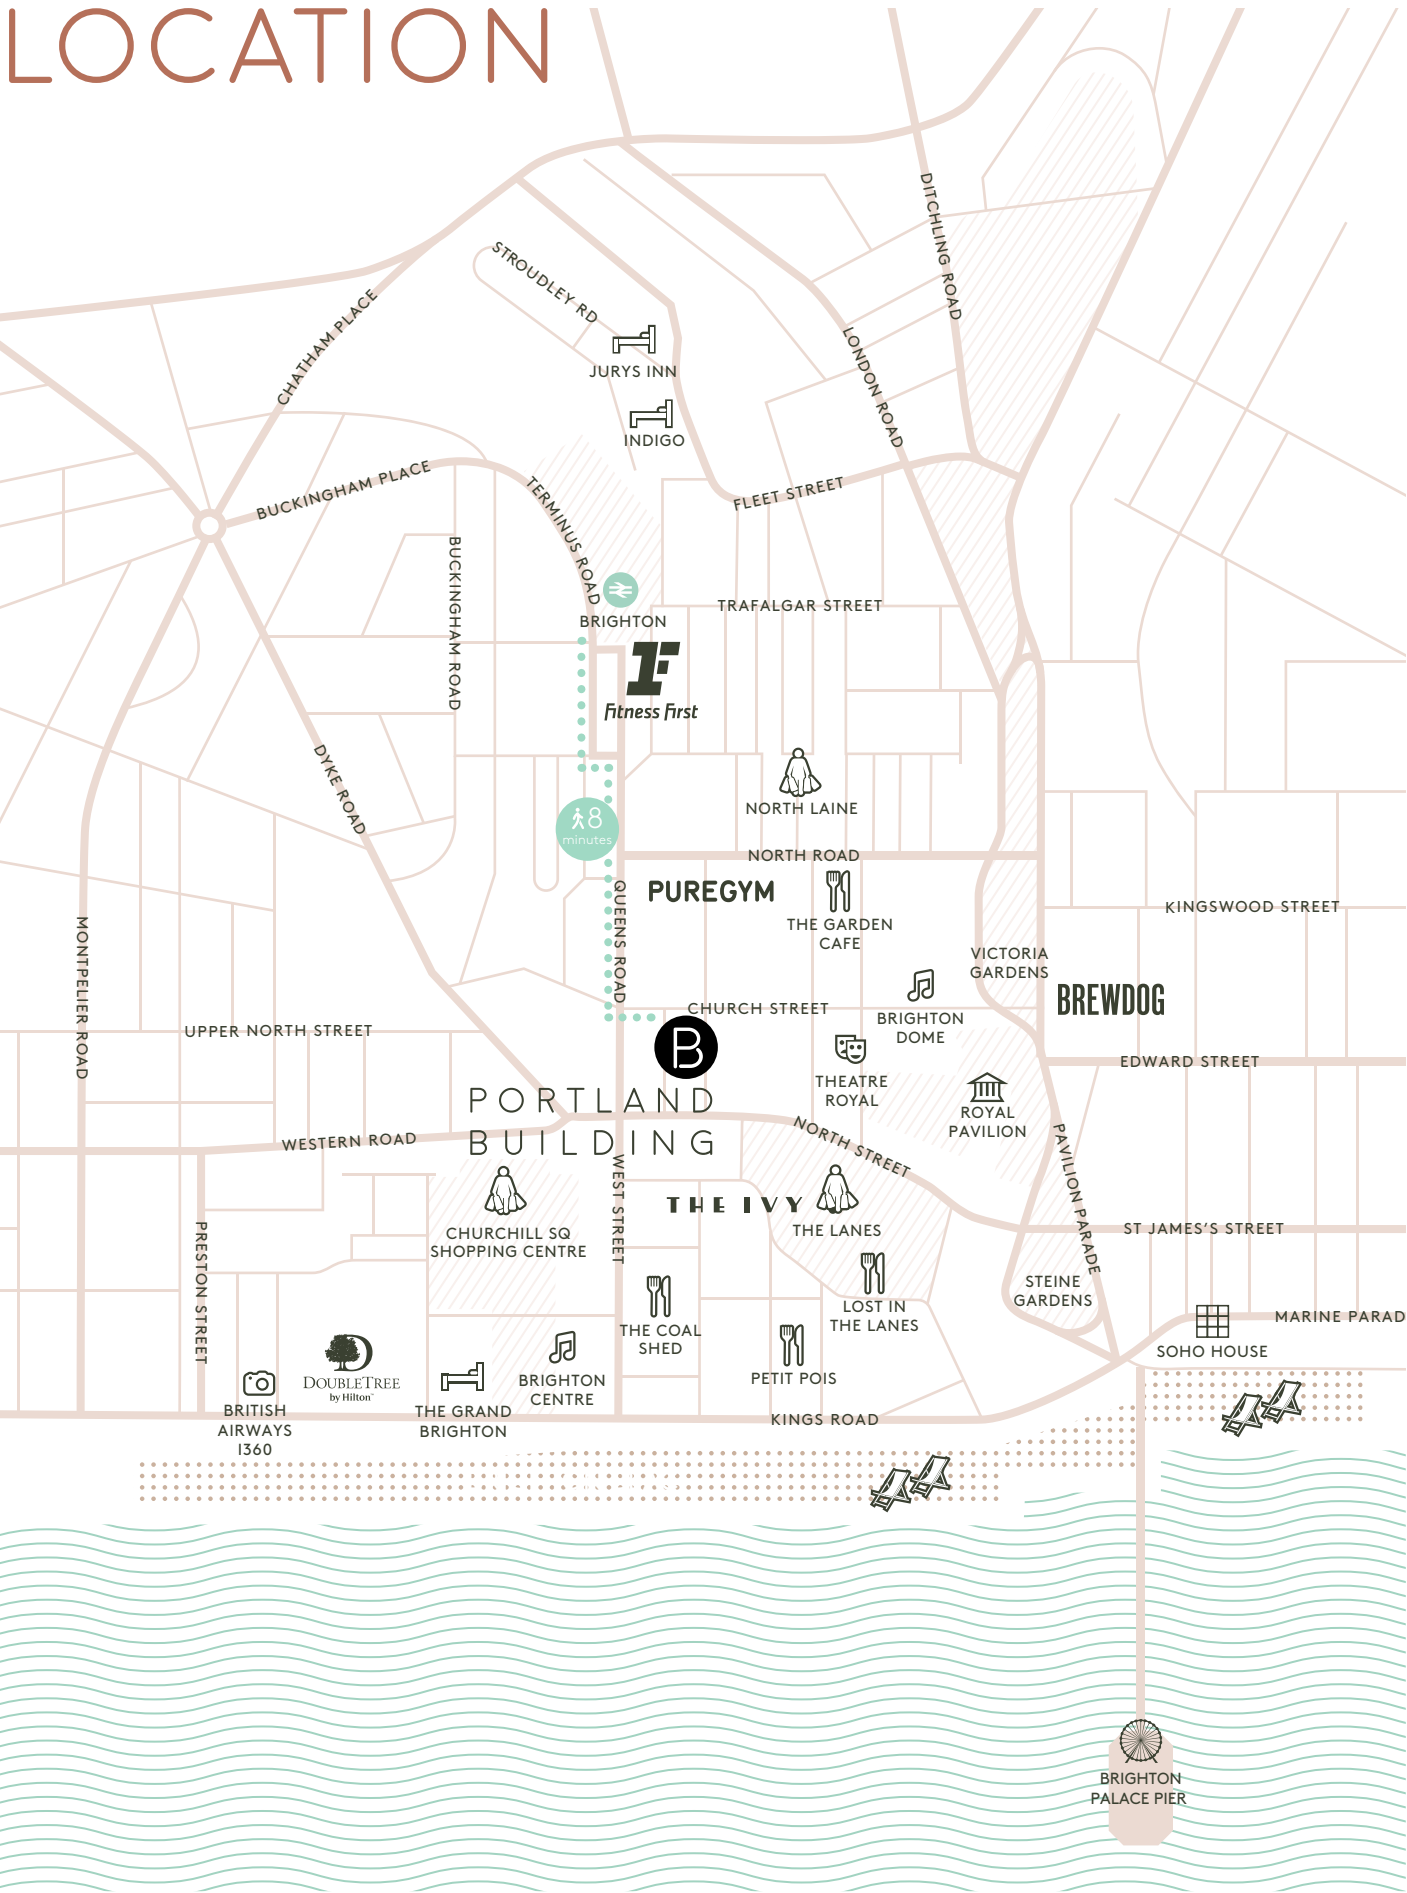 LOCATION
DITCHLING ROAD
STROUDLEY RD
CHATHAM PLACE
LONDON ROAD
JURYS INN
INDIGO
BUCKINGHAM PLACE
TERMINUS ROAD
FLEET STREET
BUCKINGHAM ROAD
TRAFALGAR STREET
BRIGHTON
Fitness First
DYKE ROAD
NORTH LAINE
8
minutes
NORTH ROAD
QUEENS ROAD
PUREGYM
THE GARDEN
CAFE
KINGSWOOD STREET
MONTPELIER ROAD
VICTORIA
GARDENS
BREWDOG
CHURCH STREET
BRIGHTON
DOME
UPPER NORTH STREET
B
EDWARD STREET
THEATRE
ROYAL
PORTLAND
BUILDING
ROYAL
PAVILION
NORTH STREET
WESTERN ROAD
PAVILION PARADE
WEST STREET
THE IVY
THE LANES
CHURCHILL SQ
SHOPPING CENTRE
ST JAMES'S STREET
PRESTON STREET
STEINE
GARDENS
LOST IN
THE LANES
MARINE PARAD
THE COAL
SHED
SOHO HOUSE
DOUBLETREE
by Hilton™
BRIGHTON
CENTRE
PETIT POIS
BRITISH
AIRWAYS
I360
THE GRAND
BRIGHTON
KINGS ROAD
BRIGHTON
PALACE PIER